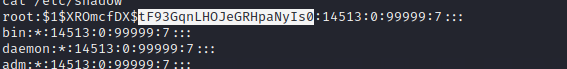 cat /etc/shadow
root:$1$XROmcfDX$tF93GqnLHOJeGRHpaNyIs0:14513:0:99999:7:::
bin:*:14513:0:99999:7:::
daemon:*:14513:0:99999:7:::
adm:*:14513:0:99999:7:::